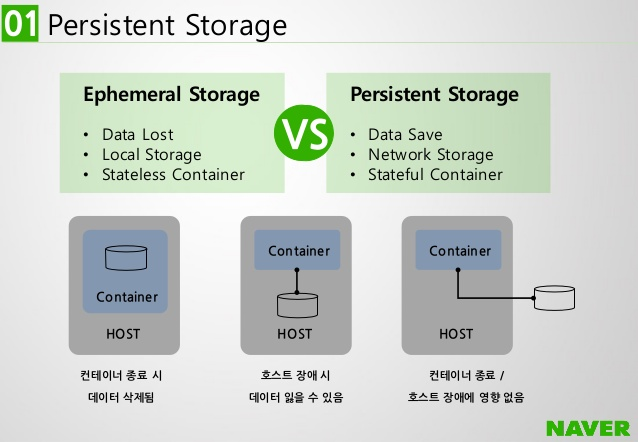 01 Persistent Storage
Ephemeral Storage
• Data Lost
• Local Storage
• Stateless Container
VS
Persistent Storage
• Data Save
• Network Storage
• Stateful Container
Container
HOST
컨테이너 종료 시
데이터 삭제됨
Container
HOST
호스트 장애 시
데이터 잃을 수 있음
Container
HOST
컨테이너 종료 /
호스트 장애에 영향 없음
NAVER